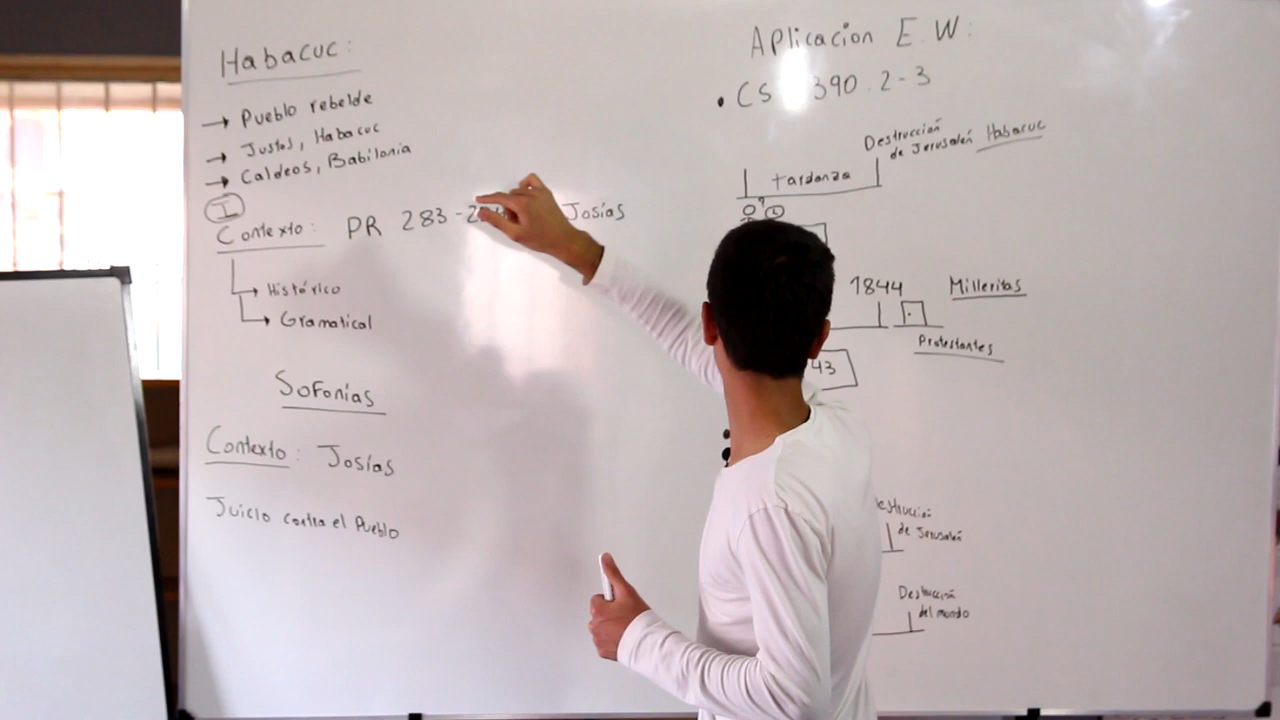 Habacuc:
→ Pueblo rebelde
→ Justos, Habacuc
→ Caldeos, Babilonia
I
Contexto: PR 283-2 Josías
→ Histórico
→ Gramatical
Sofonías
Contexto: Josías
Juicio contra el Pueblo
Aplicacion E.W:
• CS 390.2-3
Destrucción
de Jerusalén Habacuc
tardanza
1844 Milleritas
Protestantes
43
de Jerusalén
Destrucción
del mundo